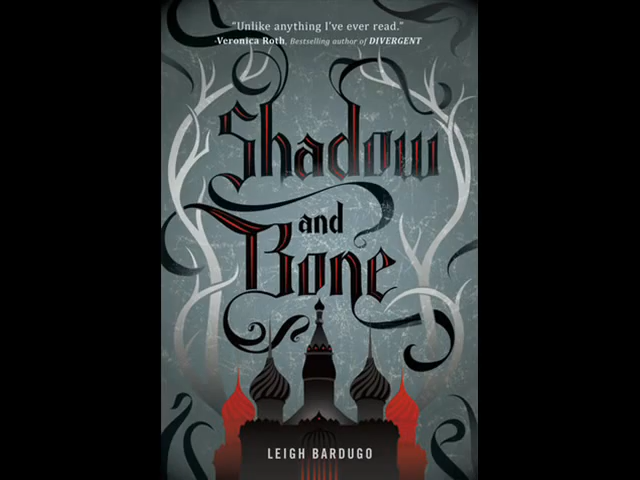 "Unlike anything I've ever read."
-Veronica Roth, Bestselling author of DIVERGENT
Shadow
and
Bone
LEIGH BARDUGO